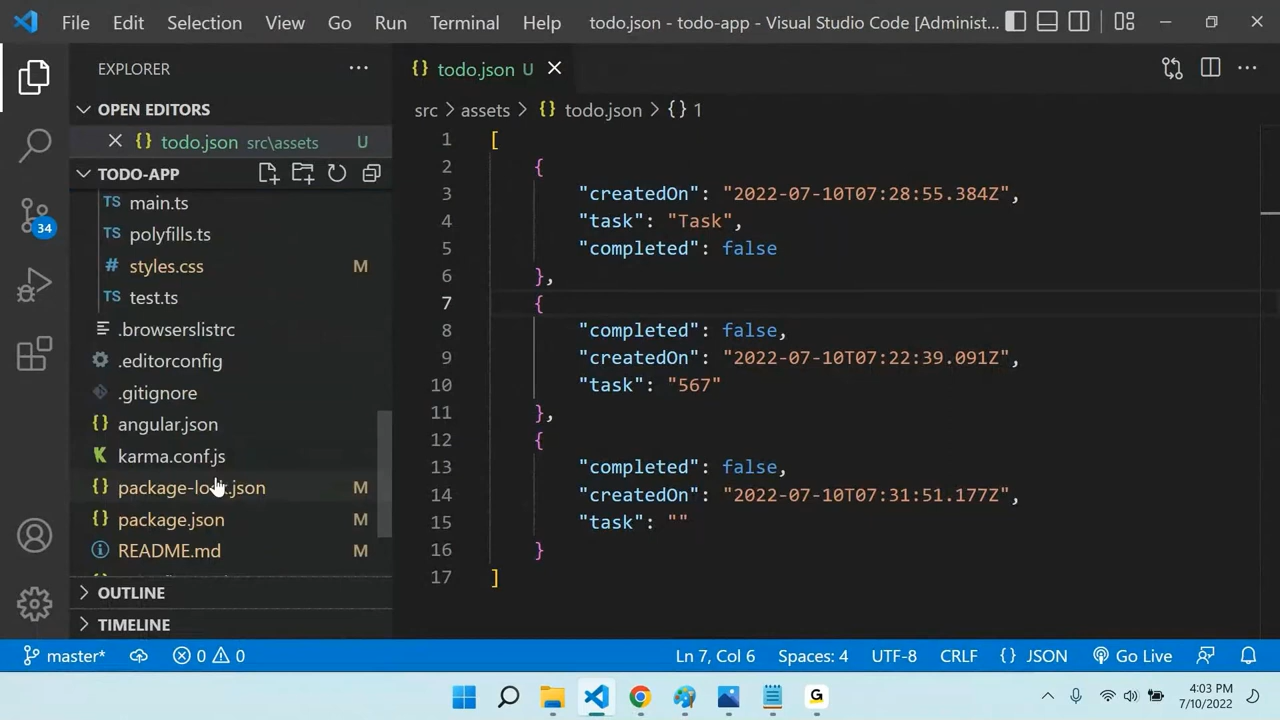 File Edit Selection View Go Run Terminal Help todo.json - todo-app - Visual Studio Code [Administ...
EXPLORER
OPEN EDITORS
todo.json src\assets U
TODO-APP
TS main.ts
TS polyfills.ts
# styles.css M
TS test.ts
.browserslistrc
.editorconfig
.gitignore
{} angular.json
karma.conf.js
{} package-lock.json M
{} package.json M
README.md M
OUTLINE
TIMELINE
34
{} todo.json U
src > assets > {} todo.json > {} 1
1 [
2 {
3 "createdOn": "2022-07-10T07:28:55.384Z",
4 "task": "Task",
5 "completed": false
6 },
7 {
8 "completed": false,
9 "createdOn": "2022-07-10T07:22:39.091Z",
10 "task": "567"
11 },
12 {
13 "completed": false,
14 "createdOn": "2022-07-10T07:31:51.177Z",
15 "task": ""
16 }
17 ]
master* 0 0 Ln 7, Col 6 Spaces: 4 UTF-8 CRLF {} JSON Go Live
G
4:03 PM
7/10/2022